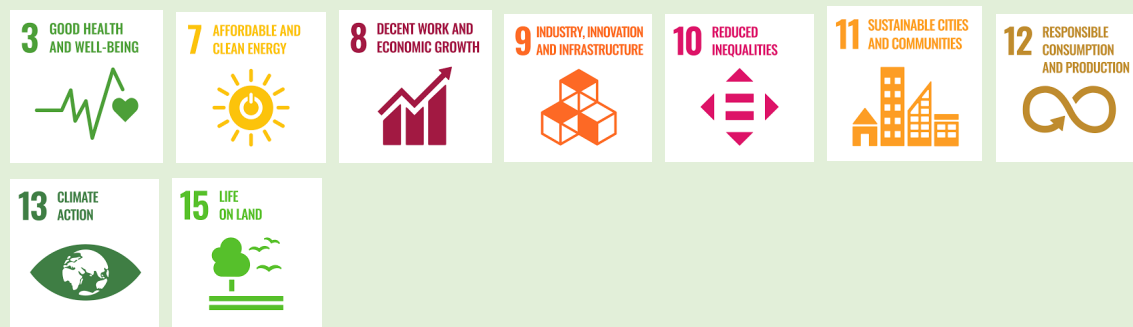 3 GOOD HEALTH
AND WELL-BEING
7 AFFORDABLE AND
CLEAN ENERGY
8 DECENT WORK AND
ECONOMIC GROWTH
9 INDUSTRY, INNOVATION
AND INFRASTRUCTURE
10 REDUCED
INEQUALITIES
11 SUSTAINABLE CITIES
AND COMMUNITIES
12 RESPONSIBLE
CONSUMPTION
AND PRODUCTION
13 CLIMATE
ACTION
15 LIFE
ON LAND